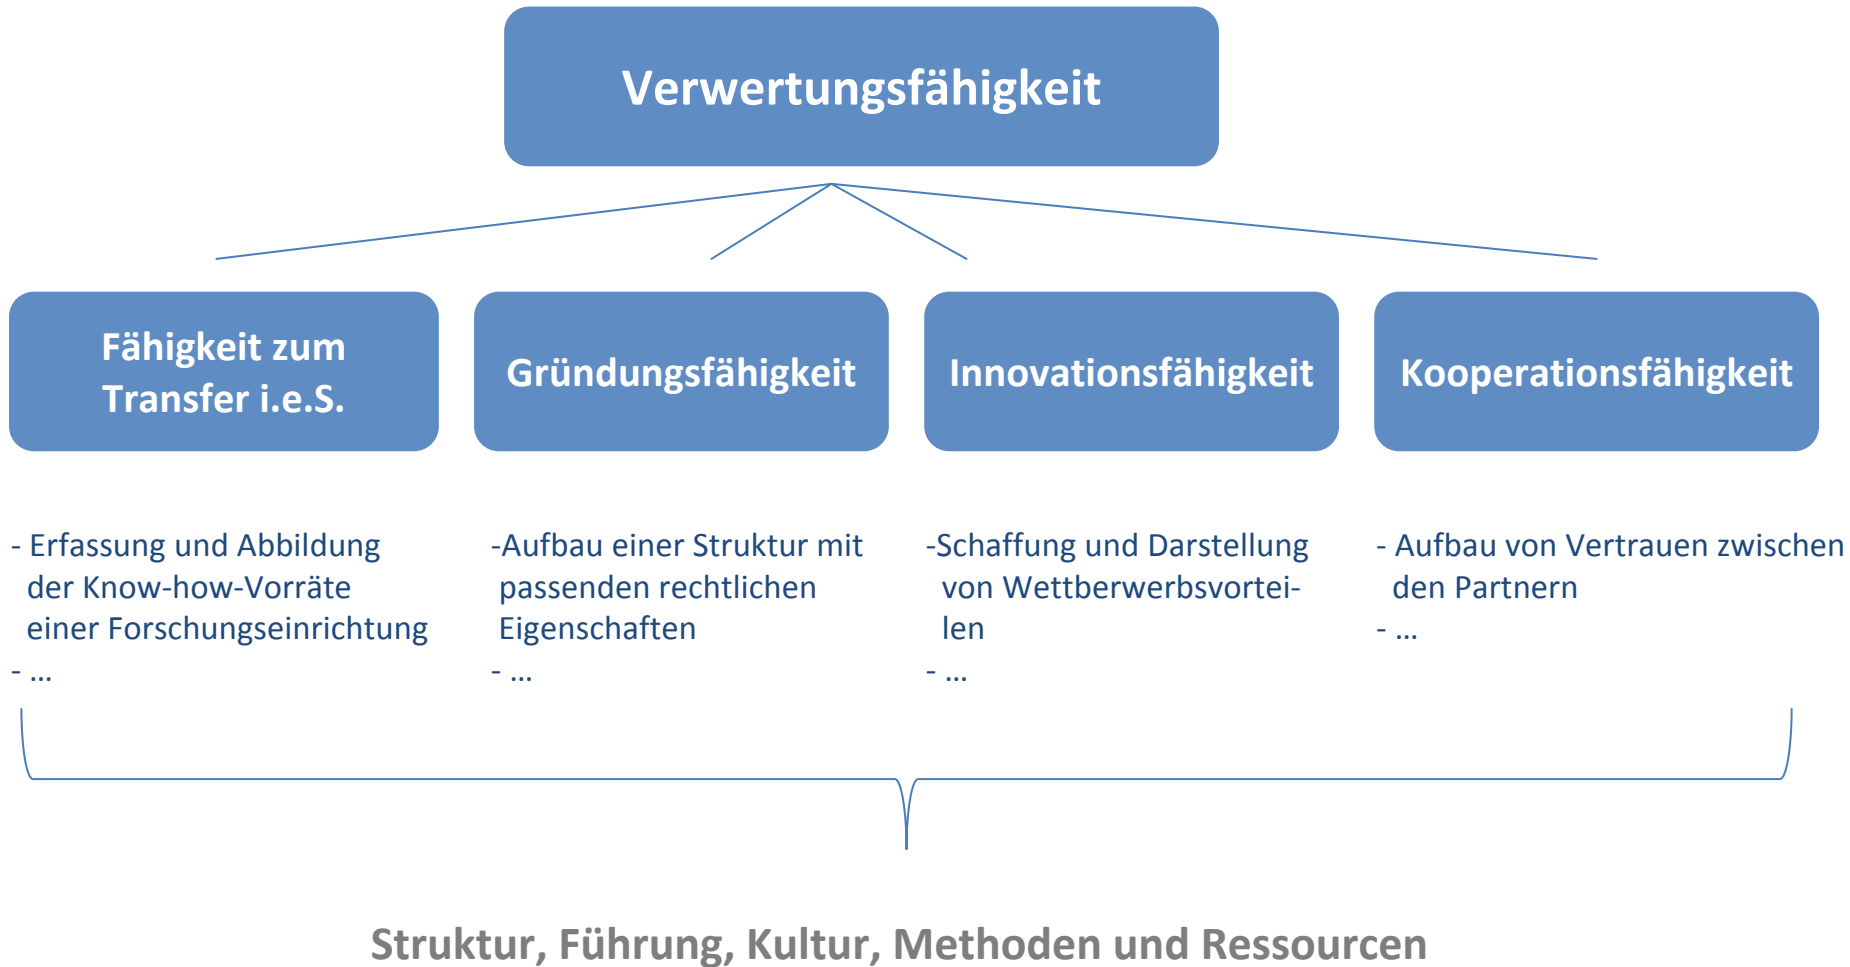 Verwertungsfähigkeit
Fähigkeit zum
Transfer i.e.S.
Gründungsfähigkeit
Innovationsfähigkeit
Kooperationsfähigkeit
- Erfassung und Abbildung
der Know-how-Vorräte
einer Forschungseinrichtung
- ...
-Aufbau einer Struktur mit
passenden rechtlichen
Eigenschaften
- ...
-Schaffung und Darstellung
von Wettberwerbsvortei-
len
- ...
- Aufbau von Vertrauen zwischen
den Partnern
- ...
Struktur, Führung, Kultur, Methoden und Ressourcen